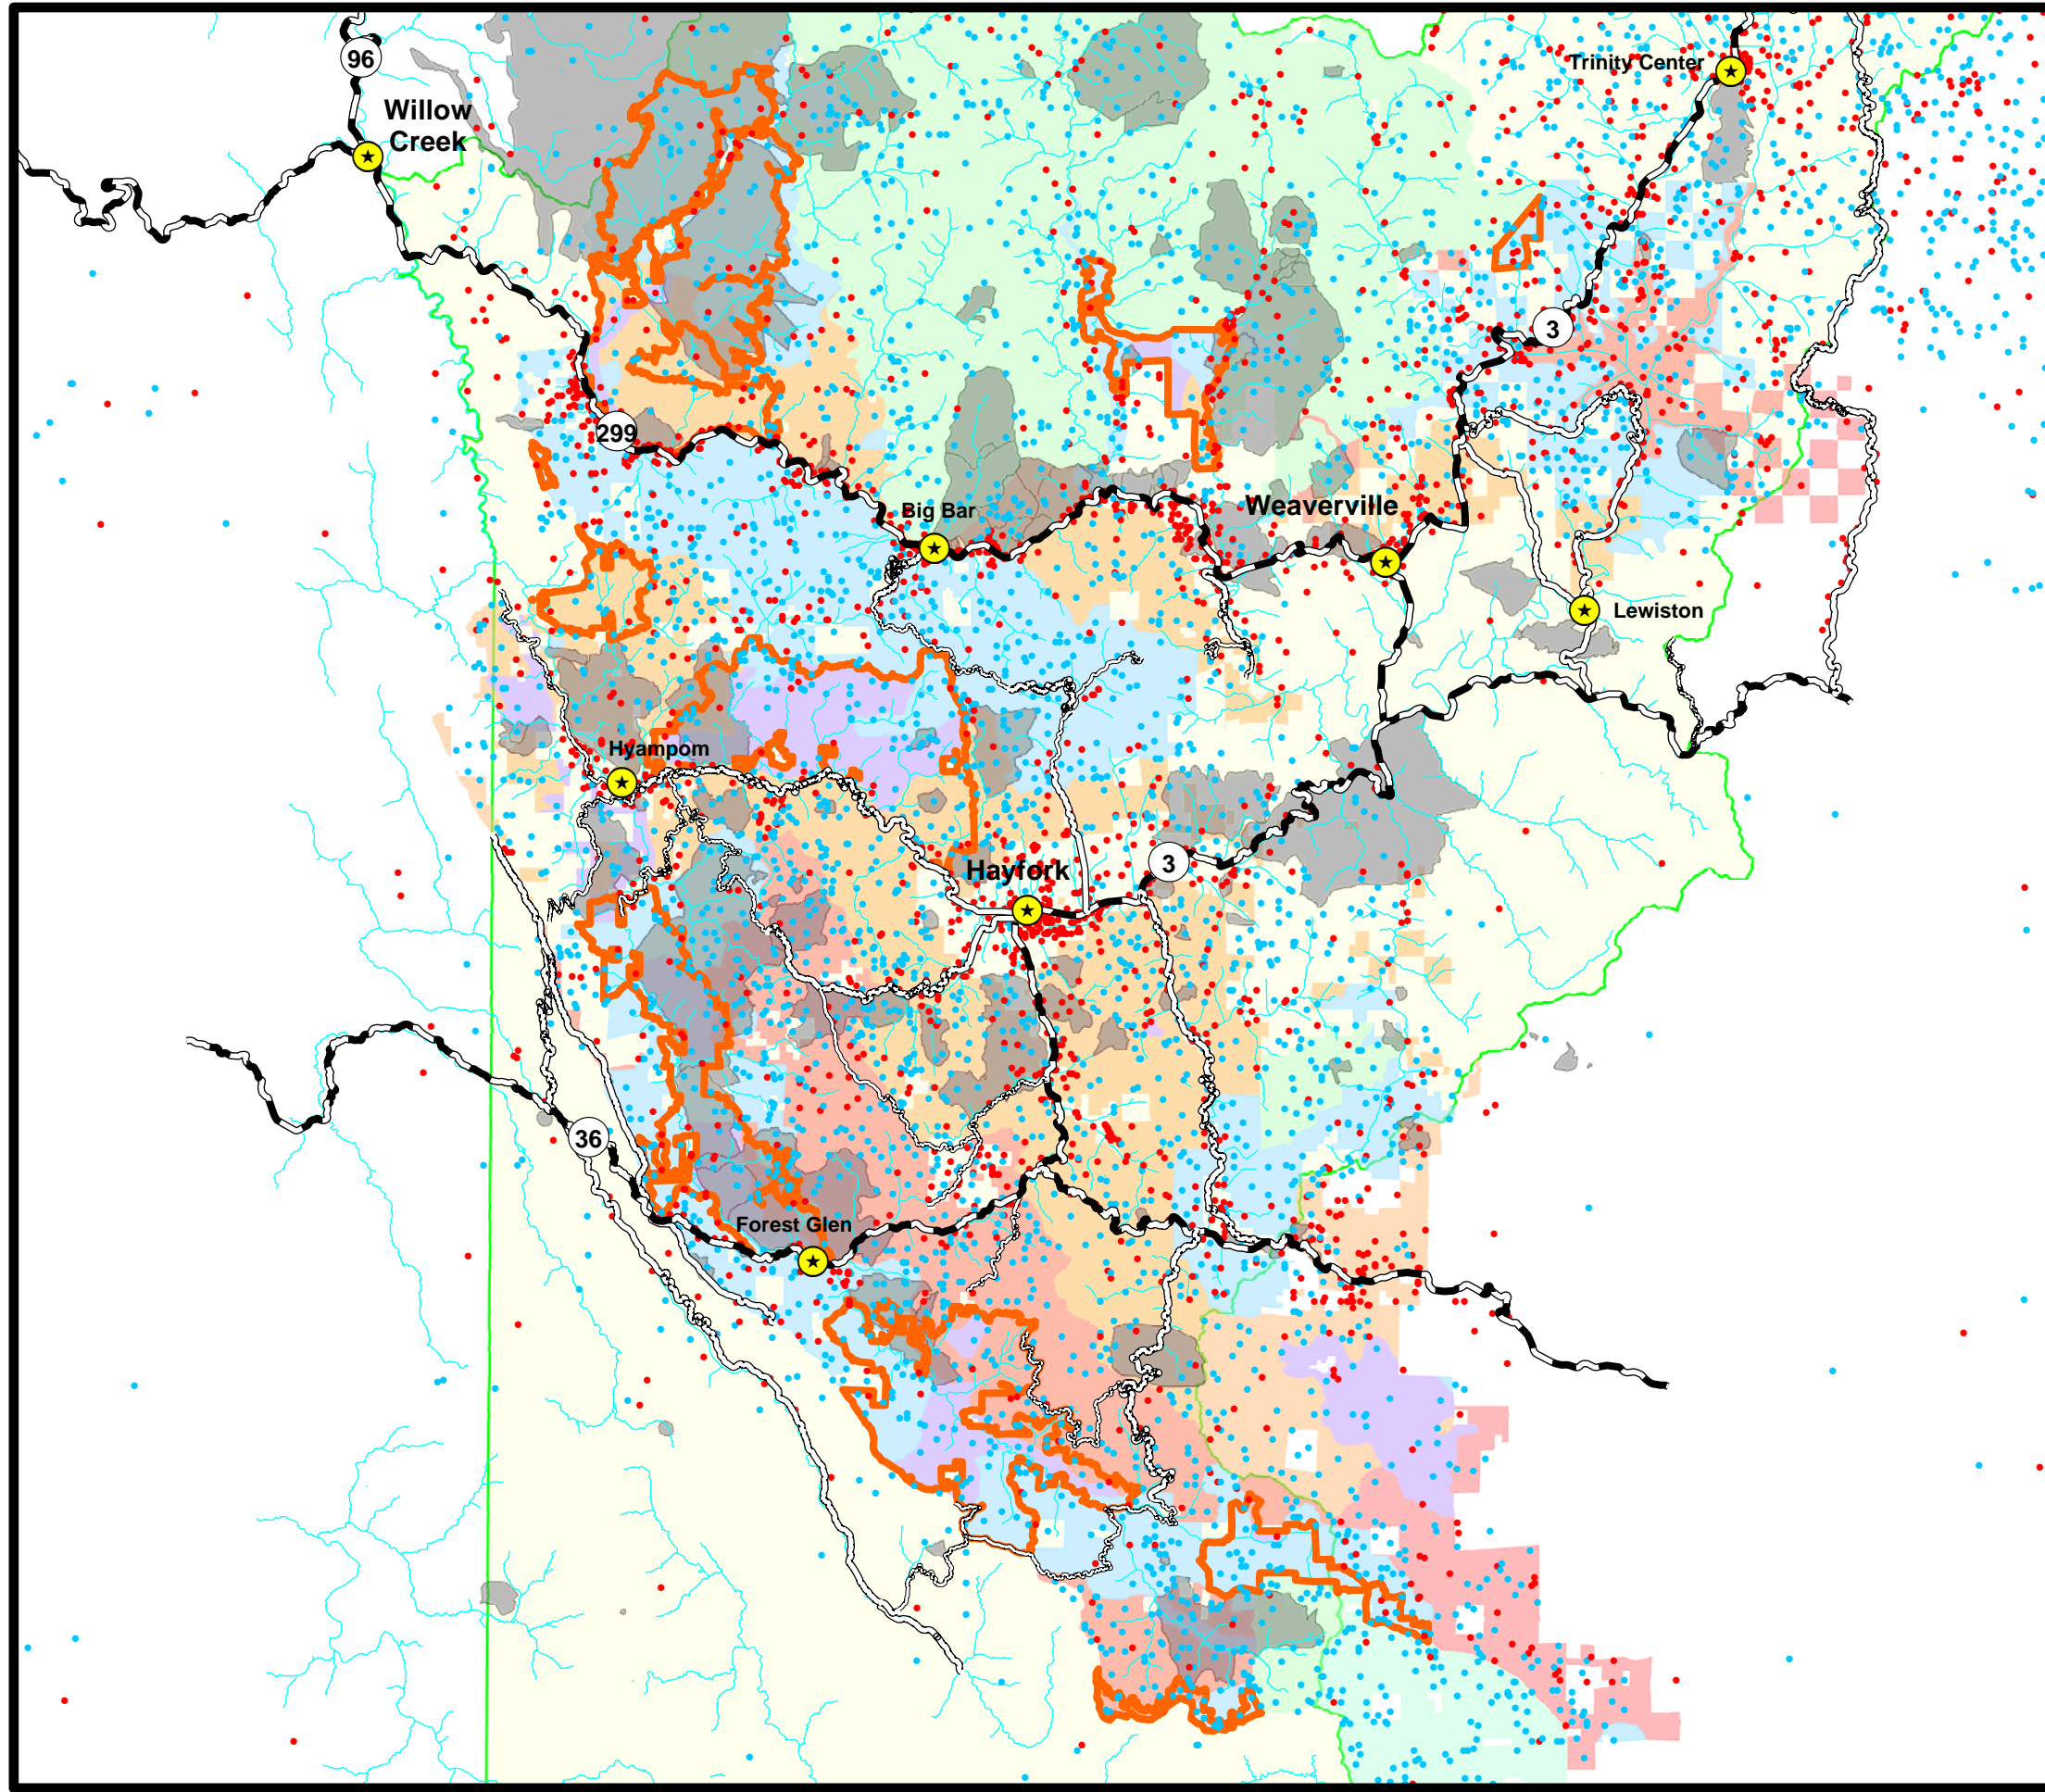 96
Trinity Center
Willow
Creek
3
299
Weaverville
Big Bar
Lewiston
Hyampom
Hayfork
3
36
Forest Glen